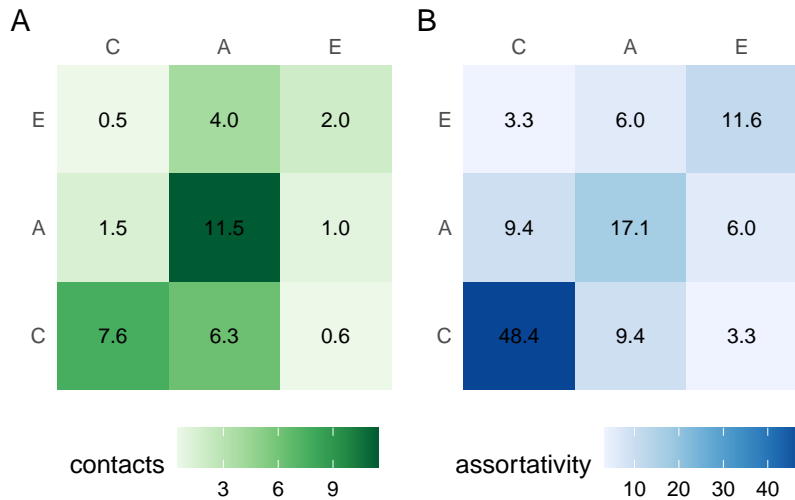 A B
C A E C A E
E 0.5 4.0 2.0 E 3.3 6.0 11.6
A 1.5 11.5 1.0 A 9.4 17.1 6.0
C 7.6 6.3 0.6 C 48.4 9.4 3.3
contacts assortativity
3 6 9 10 20 30 40